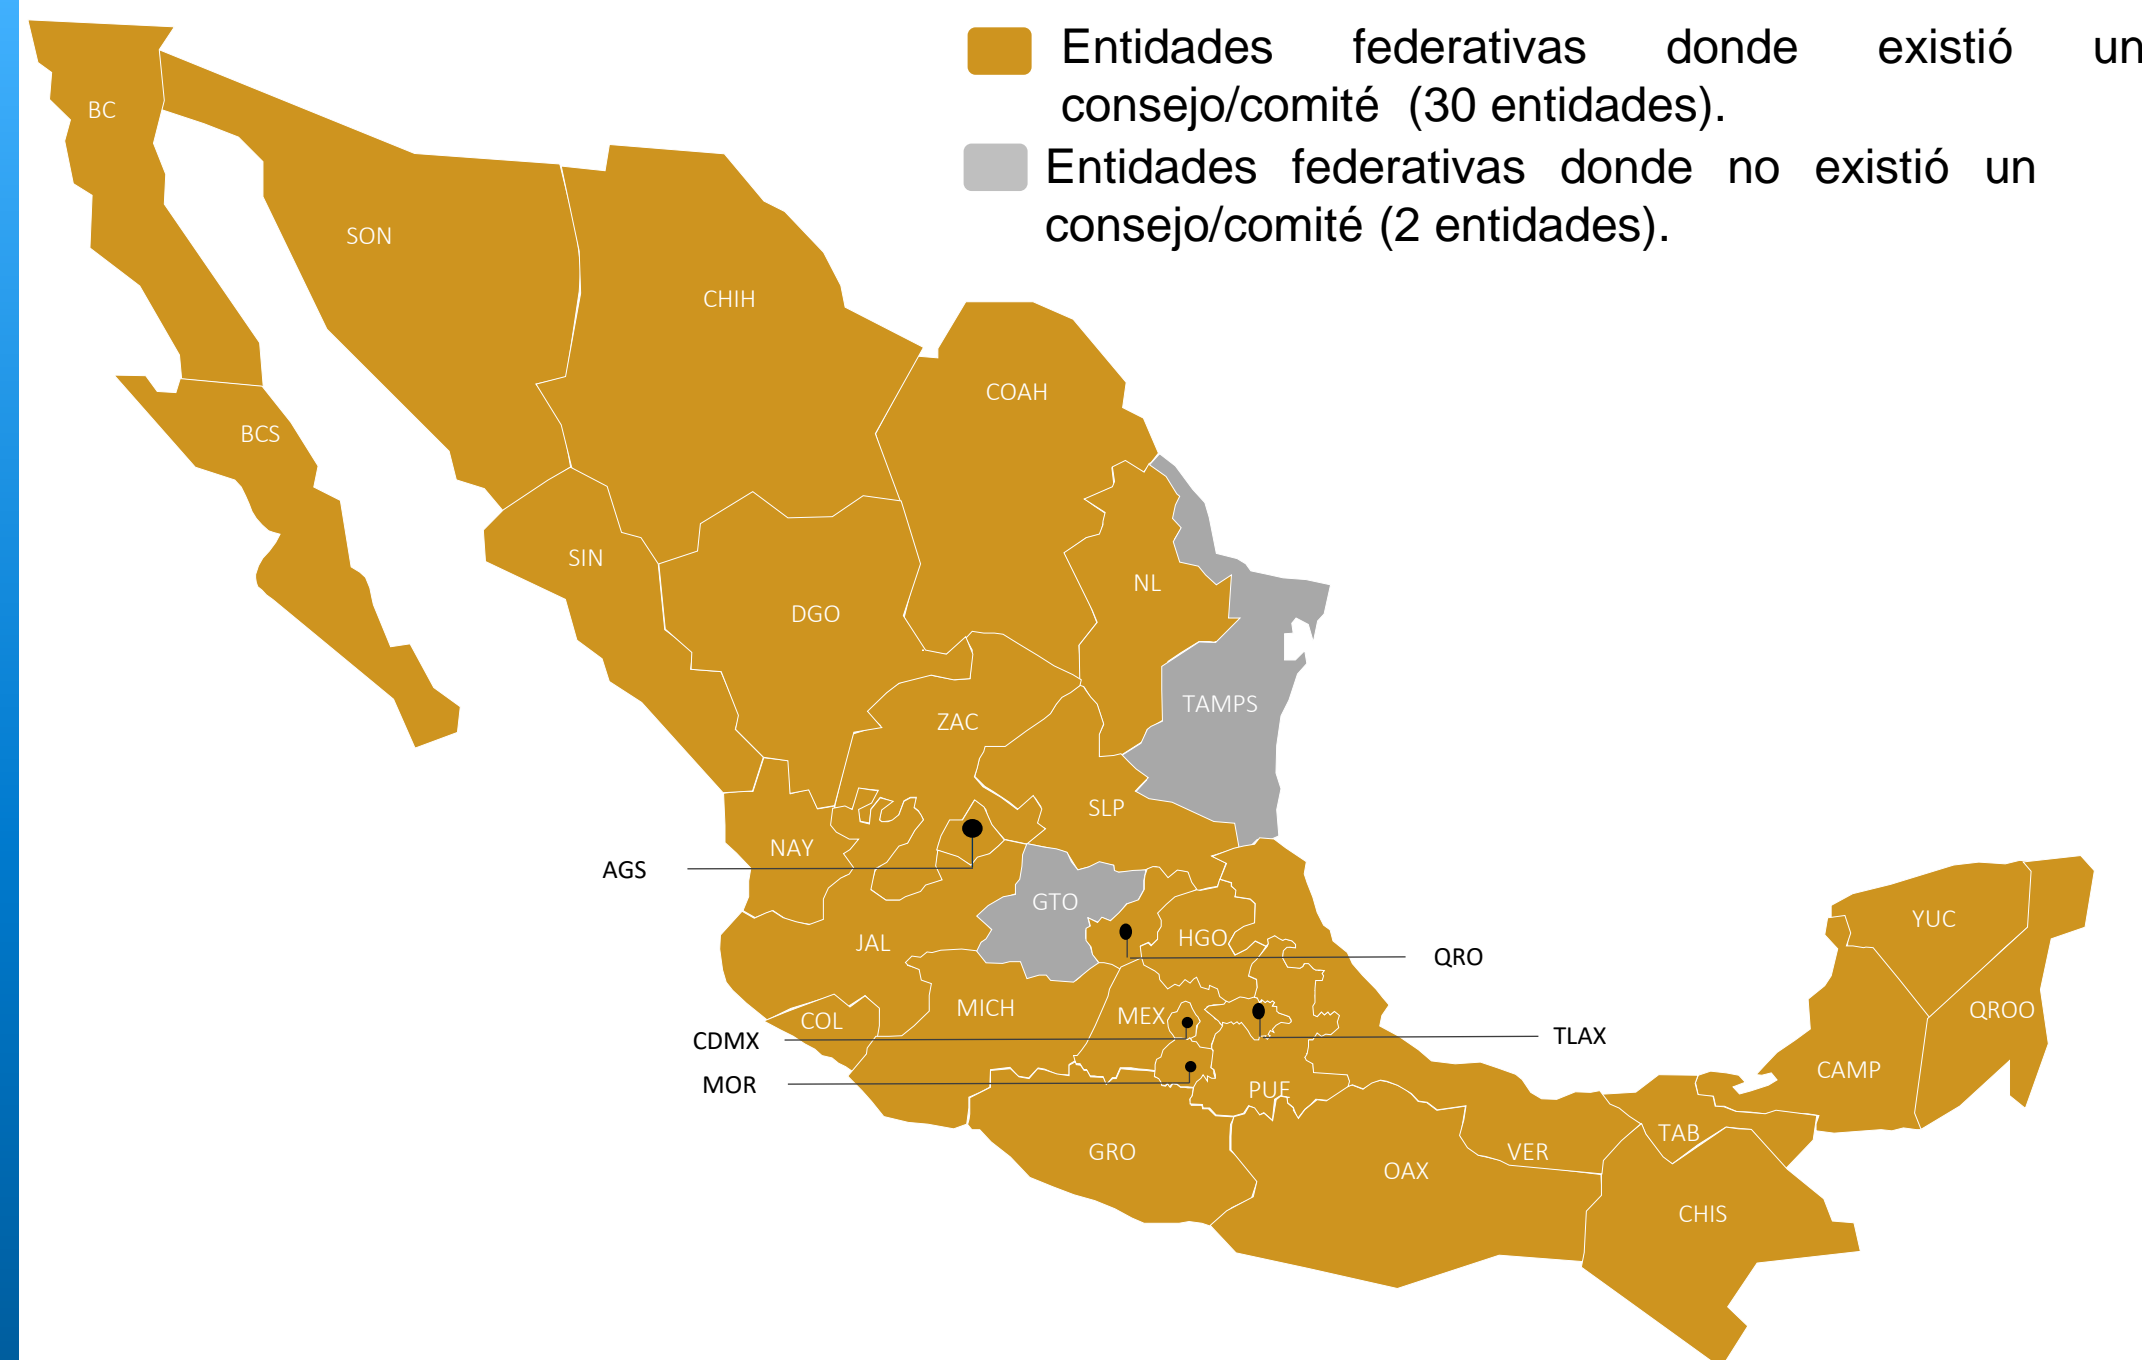 Entidades federativas donde existió un
consejo/comité (30 entidades).
Entidades federativas donde no existió un
consejo/comité (2 entidades).
BC
SON
CHIH
COAH
BCS
SIN
NL
DGO
TAMPS
ZAC
SLP
NAY
AGS
GTO
YUC
JAL
HGO
QRO
MICH
QROO
COL
MEX
CDMX
TLAX
CAMP
MOR
PUE
TAB
GRO
VER
OAX
CHIS